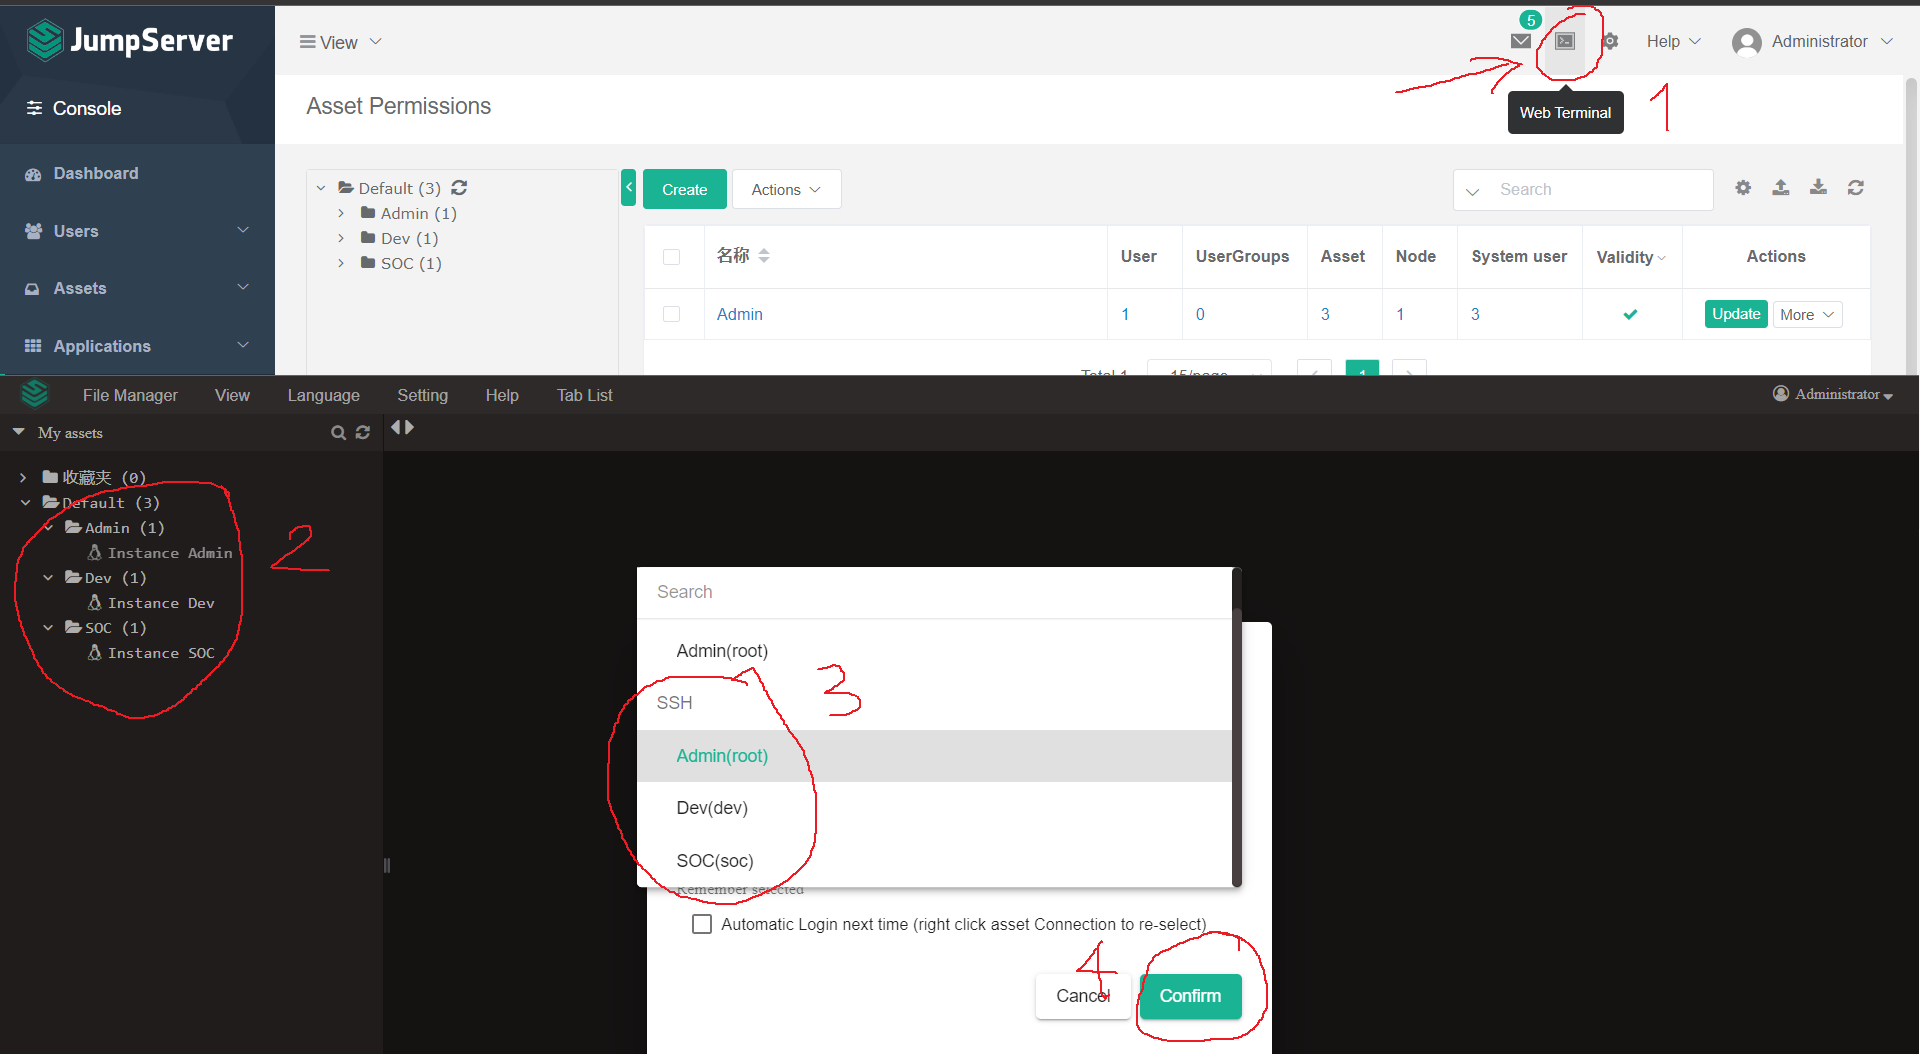 JumpServer
View
5
Help
Administrator
1
Web Terminal
Console
Asset Permissions
Dashboard
Users
Assets
Applications
Default (3)
Admin (1)
Dev (1)
SOC (1)
Create
Actions
Search
名称
User
UserGroups
Asset
Node
System user
Validity
Actions
Admin
1
0
3
1
3
Update
More
Total 1
15/page
1
File Manager
View
Language
Setting
Help
Tab List
Administrator
My assets
收藏夹 (0)
Default (3)
Admin (1)
Instance Admin
Dev (1)
Instance Dev
SOC (1)
Instance SOC
2
Search
Admin(root)
3
SSH
Admin(root)
Dev(dev)
SOC(soc)
Remember selected
Automatic Login next time (right click asset Connection to re-select)
4
Cancel
Confirm